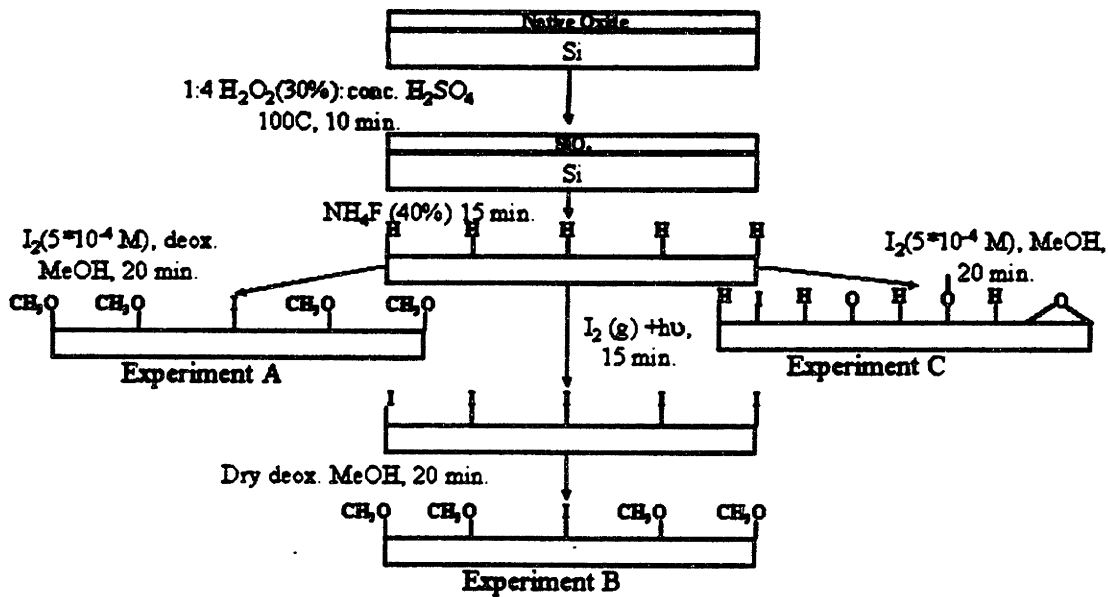 Native Oxide
Si
1:4 H₂O₂(30%):conc. H₂SO₄
100C, 10 min.
SiOₓ
Si
NH₄F (40%) 15 min.
H H H H H
I₂(5*10⁻⁴ M), deox.
MeOH, 20 min.
CH₃O CH₃O I CH₃O CH₃O
Experiment A
I₂(5*10⁻⁴ M), MeOH,
20 min.
H I H O H O H O
Experiment C
I₂ (g) +hυ,
15 min.
I I I I I
Dry deox. MeOH, 20 min.
CH₃O CH₃O I CH₃O CH₃O
Experiment B